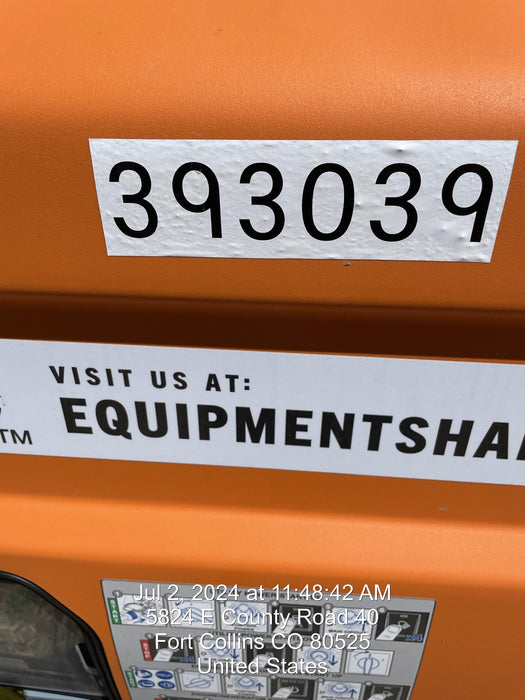 393039
VISIT US AT:
TM
EQUIPMENTSHA
Jul 2, 2024 at 11:48:42 AM
5824 E County Road 40
Fort Collins CO 80525
United States